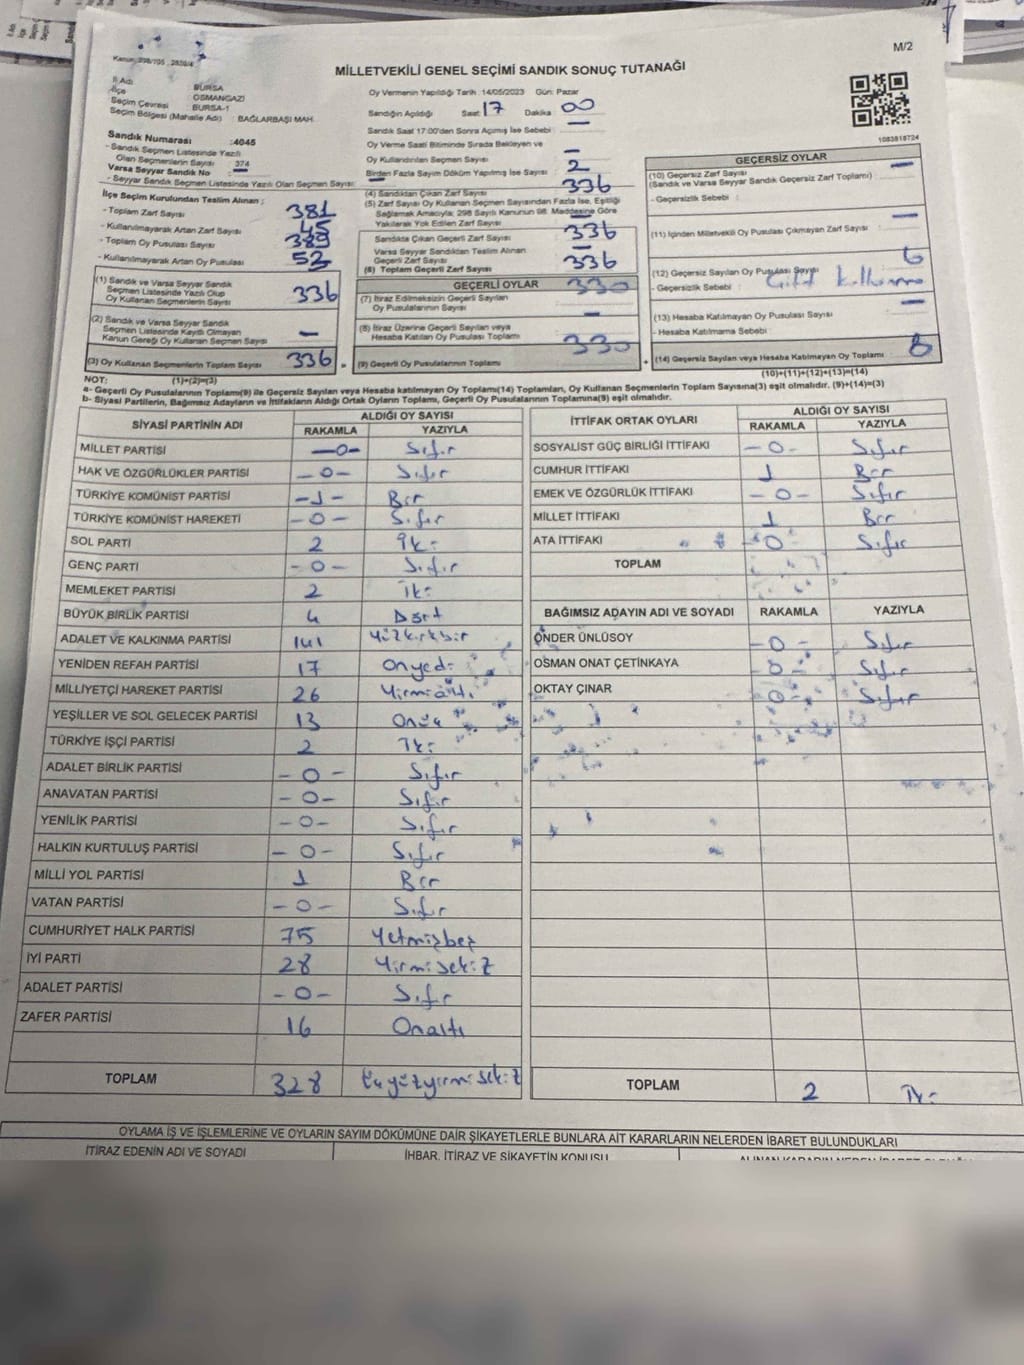 M/2
Kanun: 298/105 , 2839/4
MİLLETVEKİLİ GENEL SEÇİMİ SANDIK SONUÇ TUTANAĞI
İl Adı : BURSA
İlçe : OSMANGAZİ
Seçim Çevresi : BURSA-1
Seçim Bölgesi (Mahalle Adı) : BAĞLARBAŞI MAH.
Sandık Numarası :4045
- Sandık Seçmen Listesinde Yazılı
Olan Seçmenlerin Sayısı : 374
Varsa Seyyar Sandık No : —
- Seyyar Sandık Seçmen Listesinde Yazılı Olan Seçmen Sayısı: —
İlçe Seçim Kurulundan Teslim Alınan ;
- Toplam Zarf Sayısı : 381
- Kullanılmayarak Artan Zarf Sayısı : 45
- Toplam Oy Pusulası Sayısı : 389
- Kullanılmayarak Artan Oy Pusulası : 53
(1) Sandık ve Varsa Seyyar Sandık
Seçmen Listesinde Yazılı Olup
Oy Kullanan Seçmenlerin Sayısı : 336
(2) Sandık ve Varsa Seyyar Sandık
Seçmen Listesinde Kayıtlı Olmayan
Kanun Gereği Oy Kullanan Seçmen Sayısı : —
(3) Oy Kullanan Seçmenlerin Toplam Sayısı : 336
Oy Vermenin Yapıldığı Tarih :14/05/2023 Gün: Pazar
Sandığın Açıldığı Saat 17 Dakika 00
Sandık Saat 17:00'den Sonra Açılmış İse Sebebi : —
Oy Verme Saati Bitiminde Sırada Bekleyen ve
Oy Kullandırılan Seçmen Sayısı : —
Birden Fazla Sayım Döküm Yapılmış İse Sayısı : 2
(4) Sandıktan Çıkan Zarf Sayısı : 336
(5) Zarf Sayısı Oy Kullanan Seçmen Sayısından Fazla İse, Eşitliği
Sağlamak Amacıyla; 298 Sayılı Kanunun 98. Maddesine Göre
Yakılarak Yok Edilen Zarf Sayısı : —
Sandıkta Çıkan Geçerli Zarf Sayısı : 336
Varsa Seyyar Sandıktan Teslim Alınan
Geçerli Zarf Sayısı : —
(6) Toplam Geçerli Zarf Sayısı : 336
GEÇERLİ OYLAR
(7) İtiraz Edilmeksizin Geçerli Sayılan
Oy Pusulalarının Sayısı : 330
(8) İtiraz Üzerine Geçerli Sayılan veya
Hesaba Katılan Oy Pusulaları Toplamı : —
= (9) Geçerli Oy Pusulalarının Toplamı : 330
1083818724
GEÇERSİZ OYLAR
(10) Geçersiz Zarf Sayısı : —
(Sandık ve Varsa Seyyar Sandık Geçersiz Zarf Toplamı)
- Geçersizlik Sebebi :
(11) İçinden Milletvekili Oy Pusulası Çıkmayan Zarf Sayısı : —
(12) Geçersiz Sayılan Oy Pusulası Sayısı : 6
- Geçersizlik Sebebi :
(13) Hesaba Katılmayan Oy Pusulası Sayısı : —
- Hesaba Katılmama Sebebi :
+ (14) Geçersiz Sayılan veya Hesaba Katılmayan Oy Toplamı : 6
NOT: (1)+(2)=(3) (10)+(11)+(12)+(13)=(14)
a- Geçerli Oy Pusulalarının Toplamı(9) ile Geçersiz Sayılan veya Hesaba katılmayan Oy Toplamı(14) Toplamları, Oy Kullanan Seçmenlerin Toplam Sayısına(3) eşit olmalıdır. (9)+(14)=(3)
b- Siyasi Partilerin, Bağımsız Adayların ve İttifakların Aldığı Ortak Oyların Toplamı, Geçerli Oy Pusulalarının Toplamına(9) eşit olmalıdır.
SİYASİ PARTİNİN ADI ALDIĞI OY SAYISI
RAKAMLA YAZIYLA
MİLLET PARTİSİ —0— Sıfır
HAK VE ÖZGÜRLÜKLER PARTİSİ —0— Sıfır
TÜRKİYE KOMÜNİST PARTİSİ —1— Bir
TÜRKİYE KOMÜNİST HAREKETİ —0— Sıfır
SOL PARTİ 2 İki
GENÇ PARTİ —0— Sıfır
MEMLEKET PARTİSİ 2 İki
BÜYÜK BİRLİK PARTİSİ 4 Dört
ADALET VE KALKINMA PARTİSİ 141 Yüzkırkbir
YENİDEN REFAH PARTİSİ 17 Onyedi
MİLLİYETÇİ HAREKET PARTİSİ 26 Yirmialtı
YEŞİLLER VE SOL GELECEK PARTİSİ 13 Onüç
TÜRKİYE İŞÇİ PARTİSİ 2 İki
ADALET BİRLİK PARTİSİ —0— Sıfır
ANAVATAN PARTİSİ —0— Sıfır
YENİLİK PARTİSİ —0— Sıfır
HALKIN KURTULUŞ PARTİSİ —0— Sıfır
MİLLİ YOL PARTİSİ 1 Bir
VATAN PARTİSİ —0— Sıfır
CUMHURİYET HALK PARTİSİ 75 Yetmişbeş
İYİ PARTİ 28 Yirmisekiz
ADALET PARTİSİ —0— Sıfır
ZAFER PARTİSİ 16 Onaltı
TOPLAM 328 Üçyüzyirmisekiz
İTTİFAK ORTAK OYLARI ALDIĞI OY SAYISI
RAKAMLA YAZIYLA
SOSYALİST GÜÇ BİRLİĞİ İTTİFAKI —0— Sıfır
CUMHUR İTTİFAKI 1 Bir
EMEK VE ÖZGÜRLÜK İTTİFAKI —0— Sıfır
MİLLET İTTİFAKI 1 Bir
ATA İTTİFAKI —0— Sıfır
TOPLAM
BAĞIMSIZ ADAYIN ADI VE SOYADI RAKAMLA YAZIYLA
ÖNDER ÜNLÜSOY —0— Sıfır
OSMAN ONAT ÇETİNKAYA —0— Sıfır
OKTAY ÇINAR —0— Sıfır
TOPLAM 2 İki
OYLAMA İŞ VE İŞLEMLERİNE VE OYLARIN SAYIM DÖKÜMÜNE DAİR ŞİKAYETLERLE BUNLARA AİT KARARLARIN NELERDEN İBARET BULUNDUKLARI
İTİRAZ EDENİN ADI VE SOYADI İHBAR, İTİRAZ VE ŞİKAYETİN KONUSU